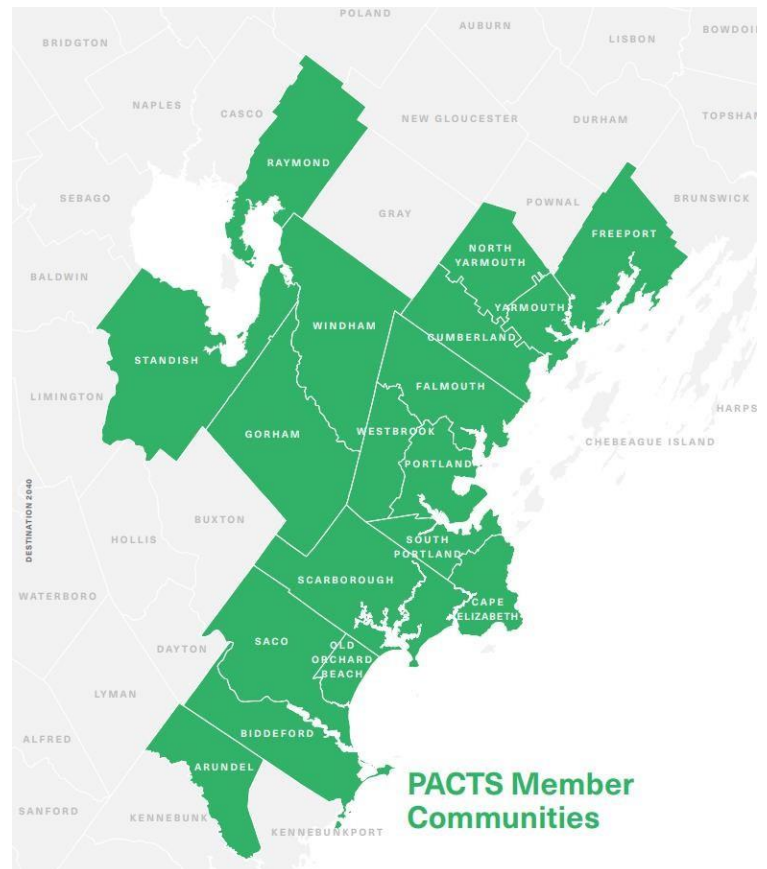 POLAND
AUBURN
BRIDGTON
LISBON
BOWDOI
NAPLES
CASCO
NEW GLOUCESTER
DURHAM
TOPSHAM
RAYMOND
SEBAGO
GRAY
POWNAL
BRUNSWICK
FREEPORT
NORTH
YARMOUTH
BALDWIN
YARMOUTH
WINDHAM
CUMBERLAND
STANDISH
FALMOUTH
LIMINGTON
HARPS
GORHAM
WESTBROOK
CHEBEAGUE ISLAND
PORTLAND
DESTINATION 2040
BUXTON
HOLLIS
SOUTH
PORTLAND
SCARBOROUGH
WATERBORO
CAPE
ELIZABETH
SACO
OLD
ORCHARD
BEACH
DAYTON
LYMAN
BIDDEFORD
ALFRED
ARUNDEL
PACTS Member
Communities
SANFORD
KENNEBUNK
KENNEBUNKPORT